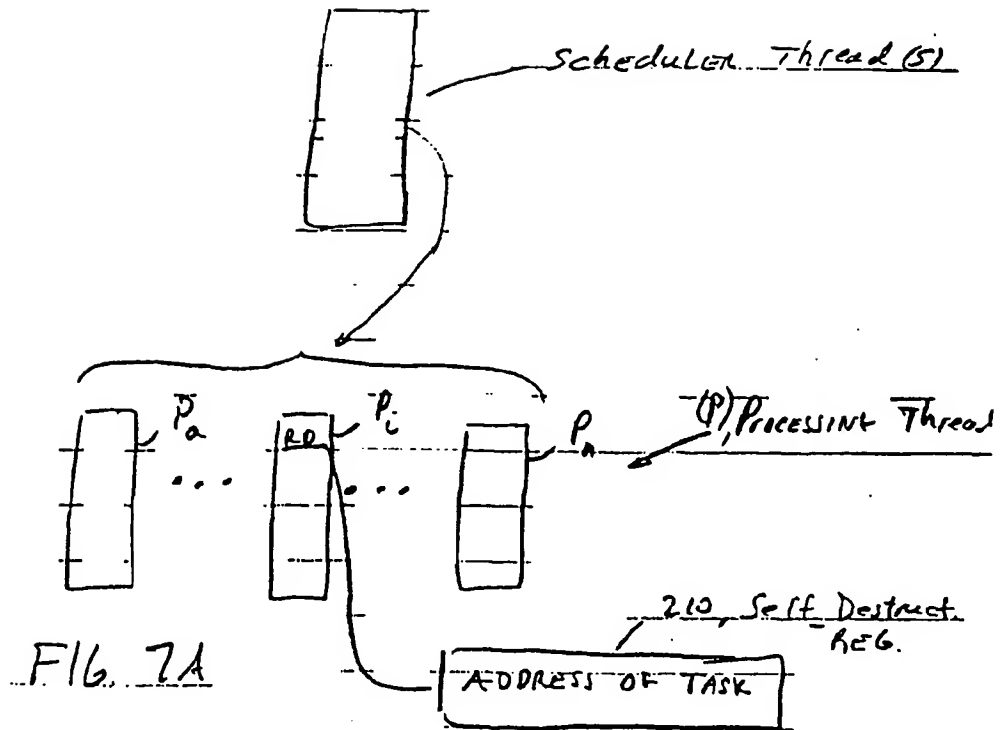 Scheduler Thread (S)
Pa
Pi
Pn
(P), Processing Thread
RD
... ...
210, Self-Destruct.
REG.
FIG. 7A
ADDRESS OF TASK